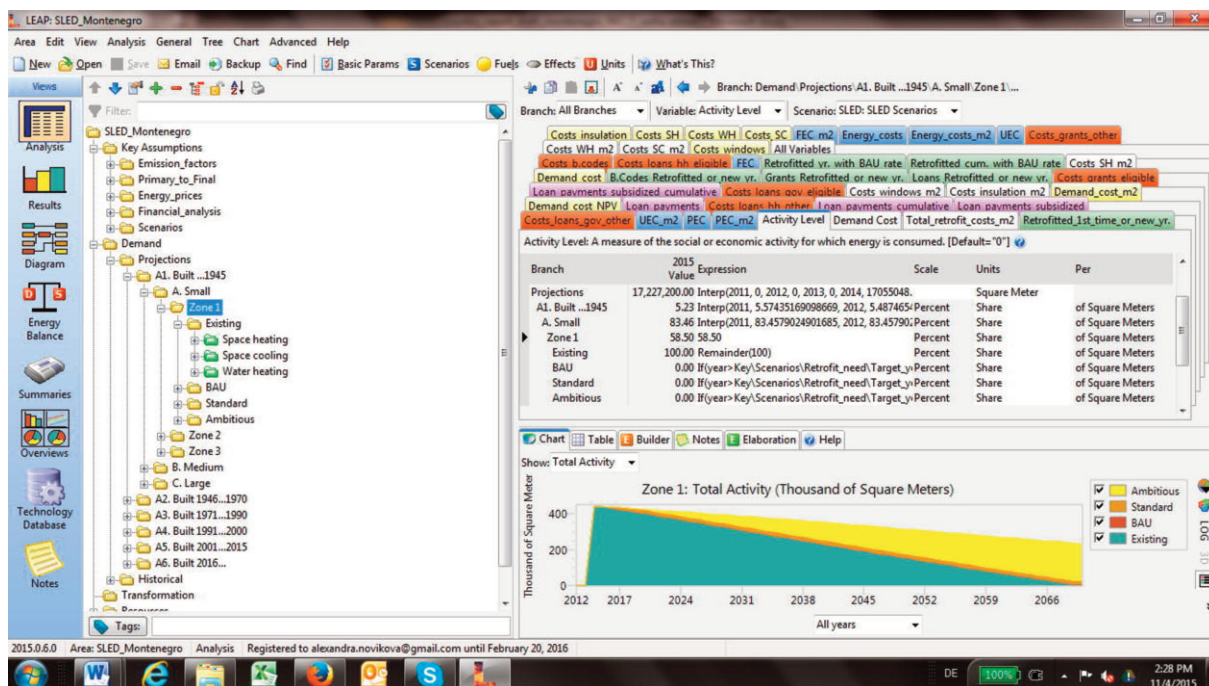 LEAP: SLED_Montenegro
Area Edit View Analysis General Tree Chart Advanced Help
New Open Save Email Backup Find Basic Params Scenarios Fuels Effects Units What's This?
Views
Analysis
Results
Diagram
Energy Balance
Summaries
Overviews
Technology Database
Notes
Filter:
SLED_Montenegro
Key Assumptions
Emission_factors
Primary_to_Final
Energy_prices
Financial_analysis
Scenarios
Demand
Projections
A1. Built ...1945
A. Small
Zone 1
Existing
Space heating
Space cooling
Water heating
BAU
Standard
Ambitious
Zone 2
Zone 3
B. Medium
C. Large
A2. Built 1946...1970
A3. Built 1971...1990
A4. Built 1991...2000
A5. Built 2001...2015
A6. Built 2016...
Historical
Transformation
Resources
Tags:
Branch: Demand\Projections\A1. Built ...1945\A. Small\Zone 1\...
Branch: All Branches Variable: Activity Level Scenario: SLED: SLED Scenarios
Costs insulation Costs SH Costs WH Costs_SC FEC_m2 Energy_costs Energy_costs_m2 UEC Costs_grants_other
Costs WH m2 Costs SC m2 Costs windows All Variables
Costs b.codes Costs loans hh eligible FEC Retrofitted yr. with BAU rate Retrofitted cum. with BAU rate Costs SH m2
Demand cost B.Codes Retrofitted or new yr. Grants Retrofitted or new yr. Loans Retrofitted or new yr. Costs grants eligible
Loan payments subsidized cumulative Costs loans gov eligible Costs windows m2 Costs insulation m2 Demand_cost_m2
Demand cost NPV Loan payments Costs loans hh other Loan payments cumulative Loan payments subsidized
Costs_loans_gov_other UEC_m2 PEC PEC_m2 Activity Level Demand Cost Total_retrofit_costs_m2 Retrofitted_1st_time_or_new_yr.
Activity Level: A measure of the social or economic activity for which energy is consumed. [Default="0"]
Branch 2015 Value Expression Scale Units Per
Projections 17,227,200.00 Interp(2011, 0, 2012, 0, 2013, 0, 2014, 17055048. Square Meter
A1. Built ...1945 5.23 Interp(2011, 5.57435169098669, 2012, 5.487465 Percent Share of Square Meters
A. Small 83.46 Interp(2011, 83.4579024901685, 2012, 83.45790 Percent Share of Square Meters
Zone 1 58.50 58.50 Percent Share of Square Meters
Existing 100.00 Remainder(100) Percent Share of Square Meters
BAU 0.00 If(year>Key\Scenarios\Retrofit_need\Target_y Percent Share of Square Meters
Standard 0.00 If(year>Key\Scenarios\Retrofit_need\Target_y Percent Share of Square Meters
Ambitious 0.00 If(year>Key\Scenarios\Retrofit_need\Target_y Percent Share of Square Meters
Chart Table Builder Notes Elaboration Help
Show: Total Activity
Zone 1: Total Activity (Thousand of Square Meters)
Thousand of Square Meter
400
200
0
2012 2017 2024 2031 2038 2045 2052 2059 2066
Ambitious
Standard
BAU
Existing
LOG
3D
All years
2015.0.6.0 Area: SLED_Montenegro Analysis Registered to alexandra.novikova@gmail.com until February 20, 2016
DE 100% 2:28 PM
11/4/2015